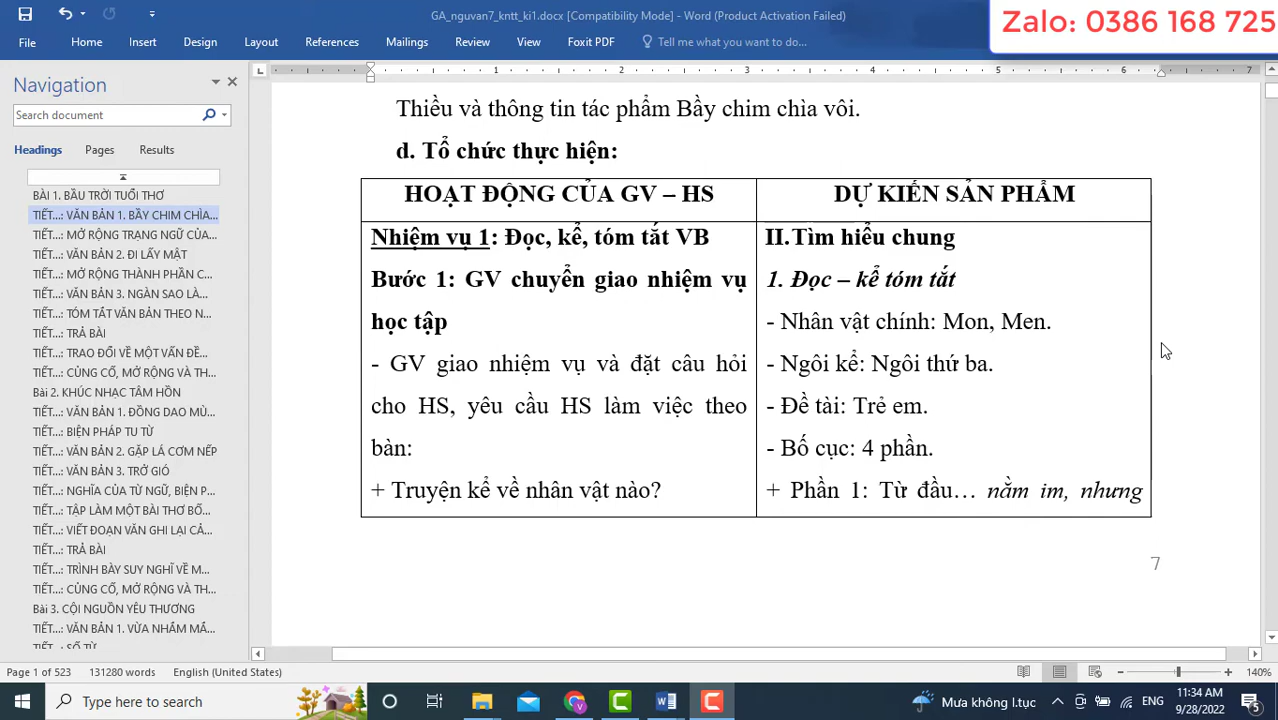 GA_nguvan7_kntt_ki1.docx [Compatibility Mode] - Word (Product Activation Failed)
Zalo: 0386 168 725
File Home Insert Design Layout References Mailings Review View Foxit PDF Tell me what you want to do...
Navigation
Search document
Headings Pages Results
BÀI 1. BẦU TRỜI TUỔI THƠ
TIẾT...: VĂN BẢN 1. BẦY CHIM CHÌA...
TIẾT...: MỞ RỘNG TRẠNG NGỮ CỦA...
TIẾT...: VĂN BẢN 2. ĐI LẤY MẬT
TIẾT...: MỞ RỘNG THÀNH PHẦN C...
TIẾT...: VĂN BẢN 3. NGÀN SAO LÀ...
TIẾT...: TÓM TẮT VĂN BẢN THEO N...
TIẾT...: TRẢ BÀI
TIẾT...: TRAO ĐỔI VỀ MỘT VẤN ĐỀ...
TIẾT...: CỦNG CỐ, MỞ RỘNG VÀ TH...
Bài 2. KHÚC NHẠC TÂM HỒN
TIẾT...: VĂN BẢN 1. ĐỒNG DAO MÙ...
TIẾT...: BIỆN PHÁP TU TỪ
TIẾT...: VĂN BẢN 2. GẶP LÁ CƠM NẾP
TIẾT...: VĂN BẢN 3. TRỞ GIÓ
TIẾT...: NGHĨA CỦA TỪ NGỮ, BIỆN P...
TIẾT...: TẬP LÀM MỘT BÀI THƠ BỐ...
TIẾT...: VIẾT ĐOẠN VĂN GHI LẠI CẢ...
TIẾT...: TRẢ BÀI
TIẾT...: TRÌNH BÀY SUY NGHĨ VỀ M...
TIẾT...: CỦNG CỐ, MỞ RỘNG VÀ TH...
Bài 3. CỘI NGUỒN YÊU THƯƠNG
TIẾT...: VĂN BẢN 1. VỪA NHẮM MẮ...
TIẾT...: SỐ TỪ
1 2 3 4 5 6 7
Thiều và thông tin tác phẩm Bầy chim chìa vôi.
d. Tổ chức thực hiện:
HOẠT ĐỘNG CỦA GV – HS
Nhiệm vụ 1: Đọc, kể, tóm tắt VB
Bước 1: GV chuyển giao nhiệm vụ
học tập
- GV giao nhiệm vụ và đặt câu hỏi
cho HS, yêu cầu HS làm việc theo
bàn:
+ Truyện kể về nhân vật nào?
DỰ KIẾN SẢN PHẨM
II.Tìm hiểu chung
1. Đọc – kể tóm tắt
- Nhân vật chính: Mon, Men.
- Ngôi kể: Ngôi thứ ba.
- Đề tài: Trẻ em.
- Bố cục: 4 phần.
+ Phần 1: Từ đầu… nằm im, nhưng
7
Page 1 of 523 131280 words English (United States) 140%
Type here to search
Mưa không l.tục ENG
11:34 AM
9/28/2022
5